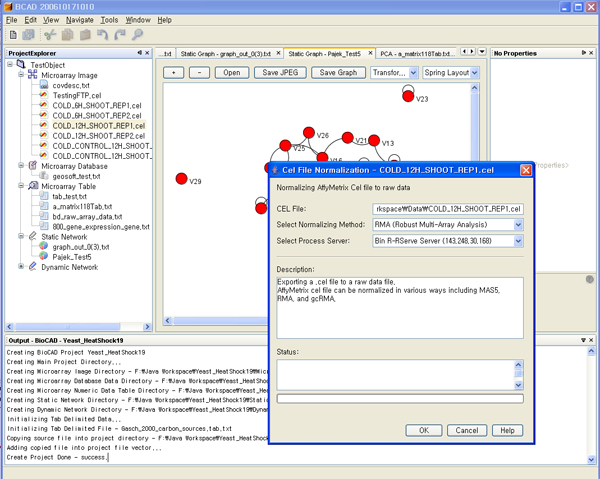 BCAD 200610171010
File Edit View Navigate Tools Window Help
ProjectExplorer
TestObject
Microarray Image
covdesc,txt
TestingFTP,cel
COLD_6H_SHOOT_REP1,cel
COLD_6H_SHOOT_REP2,cel
COLD_12H_SHOOT_REP1,cel
COLD_12H_SHOOT_REP2,cel
COLD_CONTROL_12H_SHOOT_
COLD_CONTROL_12H_SHOOT_
Microarray Database
geosoft_test,txt
Microarray Table
tab_test,txt
a_matrix118Tab,txt
bd_raw_array_data,txt
800_gene_expression_gene,txt
Static Network
graph_out_0(3),txt
Pajek_Test5
Dynamic Network
...txt
Static Graph - graph_out_0(3),txt
Static Graph - Pajek_Test5
PCA - a_matrix118Tab,txt...
+ - Open Save JPEG Save Graph Transfor... Spring Layout
V23
V26
V25
V21
V13
V29
No Properties
Properties>
Cel File Normalization - COLD_12H_SHOOT_REP1.cel
Normalizing AffyMetrix Cel file to raw data
CEL File: rkspace₩Data₩COLD_12H_SHOOT_REP1,cel
Select Normalizing Method: RMA (Robust Multi-Array Analysis)
Select Process Server: Bin R-RServe Server (143,248,30,168)
Description:
Exporting a ,cel file to a raw data file,
AffyMetrix cel file can be normalized in various ways including MAS5,
RMA, and gcRMA,
Status:
OK Cancel Help
Output - BioCAD - Yeast_HeatShock19
Creating BioCAD Project Yeast_HeatShock19
Creating Main Project Directory,,,
Creating Microarray Image Directory - F:₩Java Workspace₩Yeast_HeatShock19₩Micr
Creating Microarray Database Data Directory - F:₩Java Workspace₩Yeast_HeatShoc
Creating Microarray Numeric Data Table Directory - F:₩Java Workspace₩Yeast_Hea
Creating Static Network Directory - F:₩Java Workspace₩Yeast_HeatShock19₩Static
Creating Dynamic Network Directory - F:₩Java Workspace₩Yeast_HeatShock19₩Dynam
Initializing Tab Delimited Data,,,
Initializing Tab Delimited File - Gasch_2000_carbon_sources,tab,txt
Copying source file into project directory - F:₩Java Workspace₩Yeast_HeatShock
Adding copied file into project file vector,,,
Create Project Done - success,